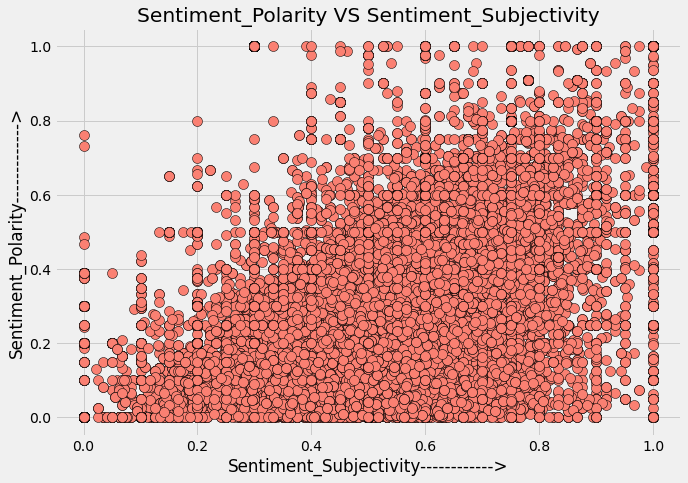 Sentiment_Polarity VS Sentiment_Subjectivity
1.0
0.8
0.6
0.4
0.2
0.0
Sentiment_Polarity------------>
0.0 0.2 0.4 0.6 0.8 1.0
Sentiment_Subjectivity------------>